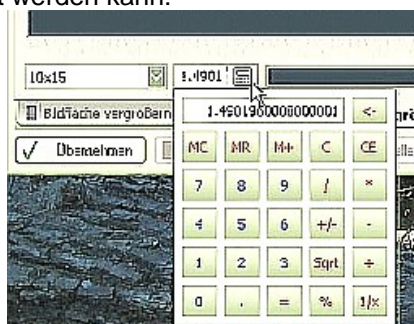 t werden kann.
10x15 1.4901
Bildfläche vergrößern
1.4901960000000001 <-
Übernehmen
MC MR M+ C CE
7 8 9 / *
4 5 6 +/- -
1 2 3 Sqrt ÷
0 . = % 1/x